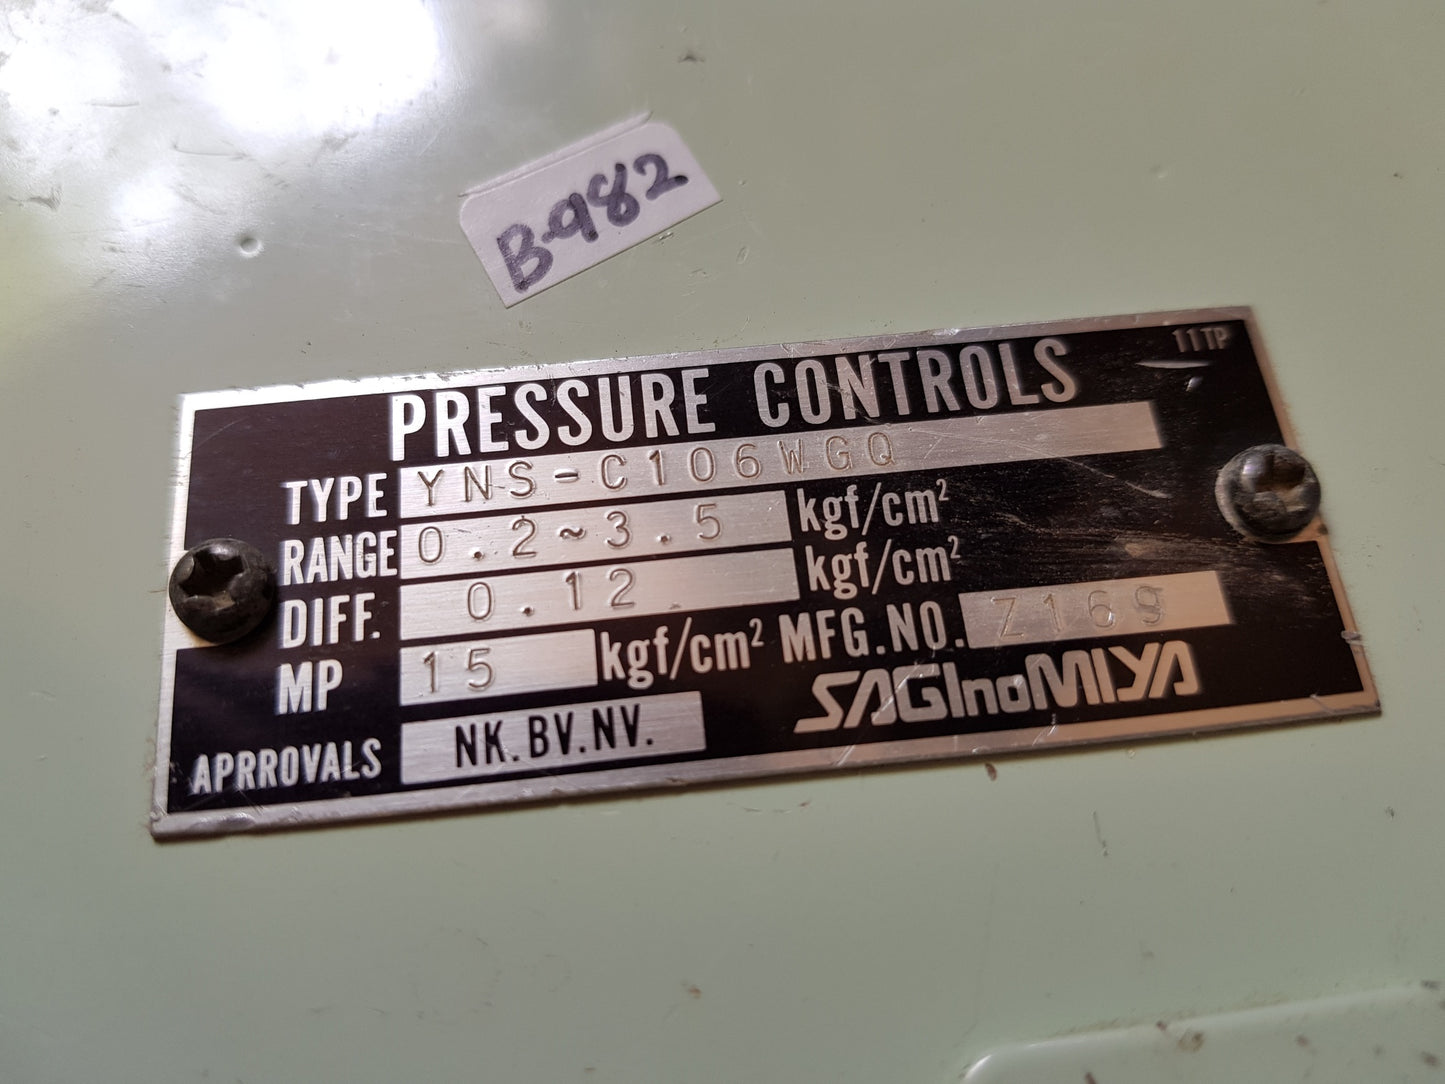 B-982
11TP
PRESSURE CONTROLS
TYPE YNS-C106WGQ
RANGE 0.2~3.5 kgf/cm²
DIFF. 0.12 kgf/cm²
MP 15 kgf/cm² MFG.NO. Z169
SAGInoMIYA
APRROVALS NK.BV.NV.